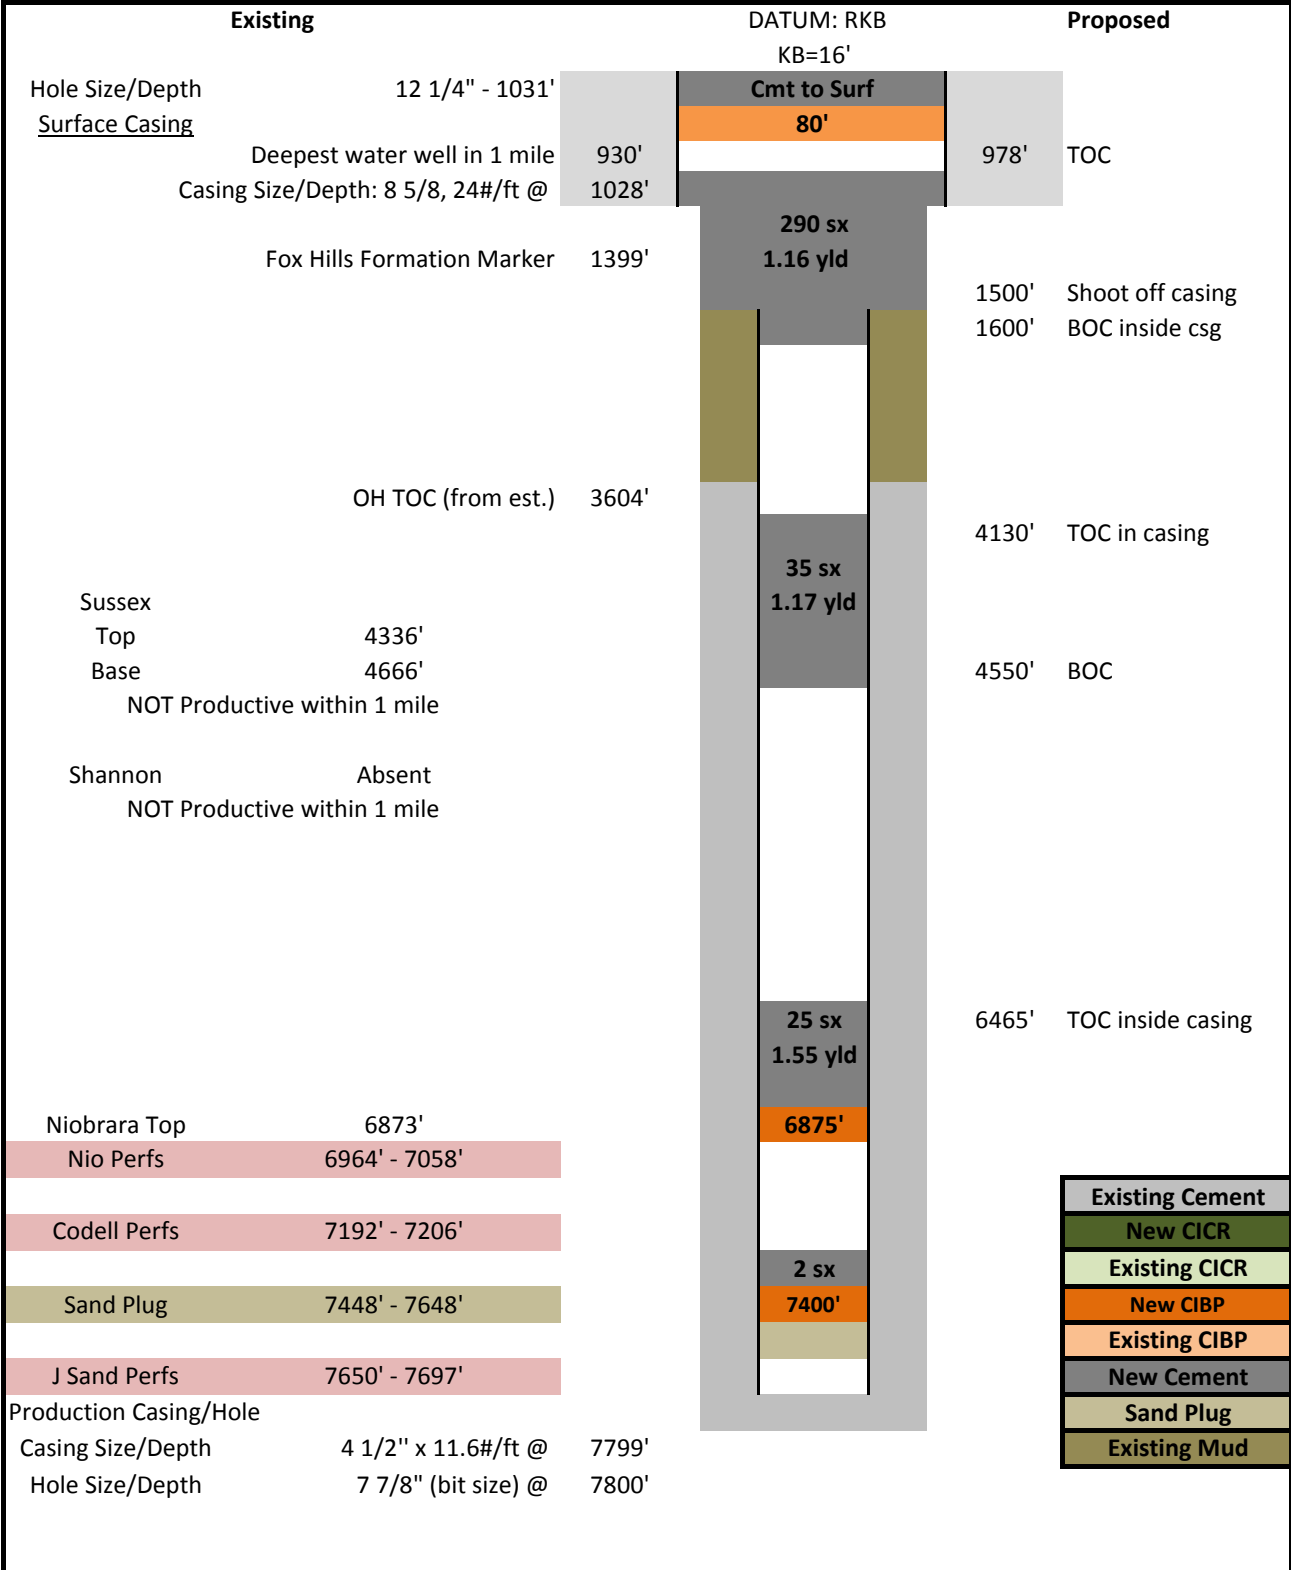 Existing DATUM: RKB Proposed
KB=16'
Hole Size/Depth 12 1/4" - 1031' Cmt to Surf
Surface Casing 80'
Deepest water well in 1 mile 930' 978' TOC
Casing Size/Depth: 8 5/8, 24#/ft @ 1028'
290 sx
Fox Hills Formation Marker 1399' 1.16 yld
1500' Shoot off casing
1600' BOC inside csg
OH TOC (from est.) 3604'
4130' TOC in casing
35 sx
Sussex 1.17 yld
Top 4336'
Base 4666' 4550' BOC
NOT Productive within 1 mile
Shannon Absent
NOT Productive within 1 mile
25 sx 6465' TOC inside casing
1.55 yld
Niobrara Top 6873' 6875'
Nio Perfs 6964' - 7058'
Existing Cement
Codell Perfs 7192' - 7206' New CICR
2 sx Existing CICR
Sand Plug 7448' - 7648' 7400' New CIBP
Existing CIBP
J Sand Perfs 7650' - 7697' New Cement
Production Casing/Hole Sand Plug
Casing Size/Depth 4 1/2'' x 11.6#/ft @ 7799' Existing Mud
Hole Size/Depth 7 7/8" (bit size) @ 7800'